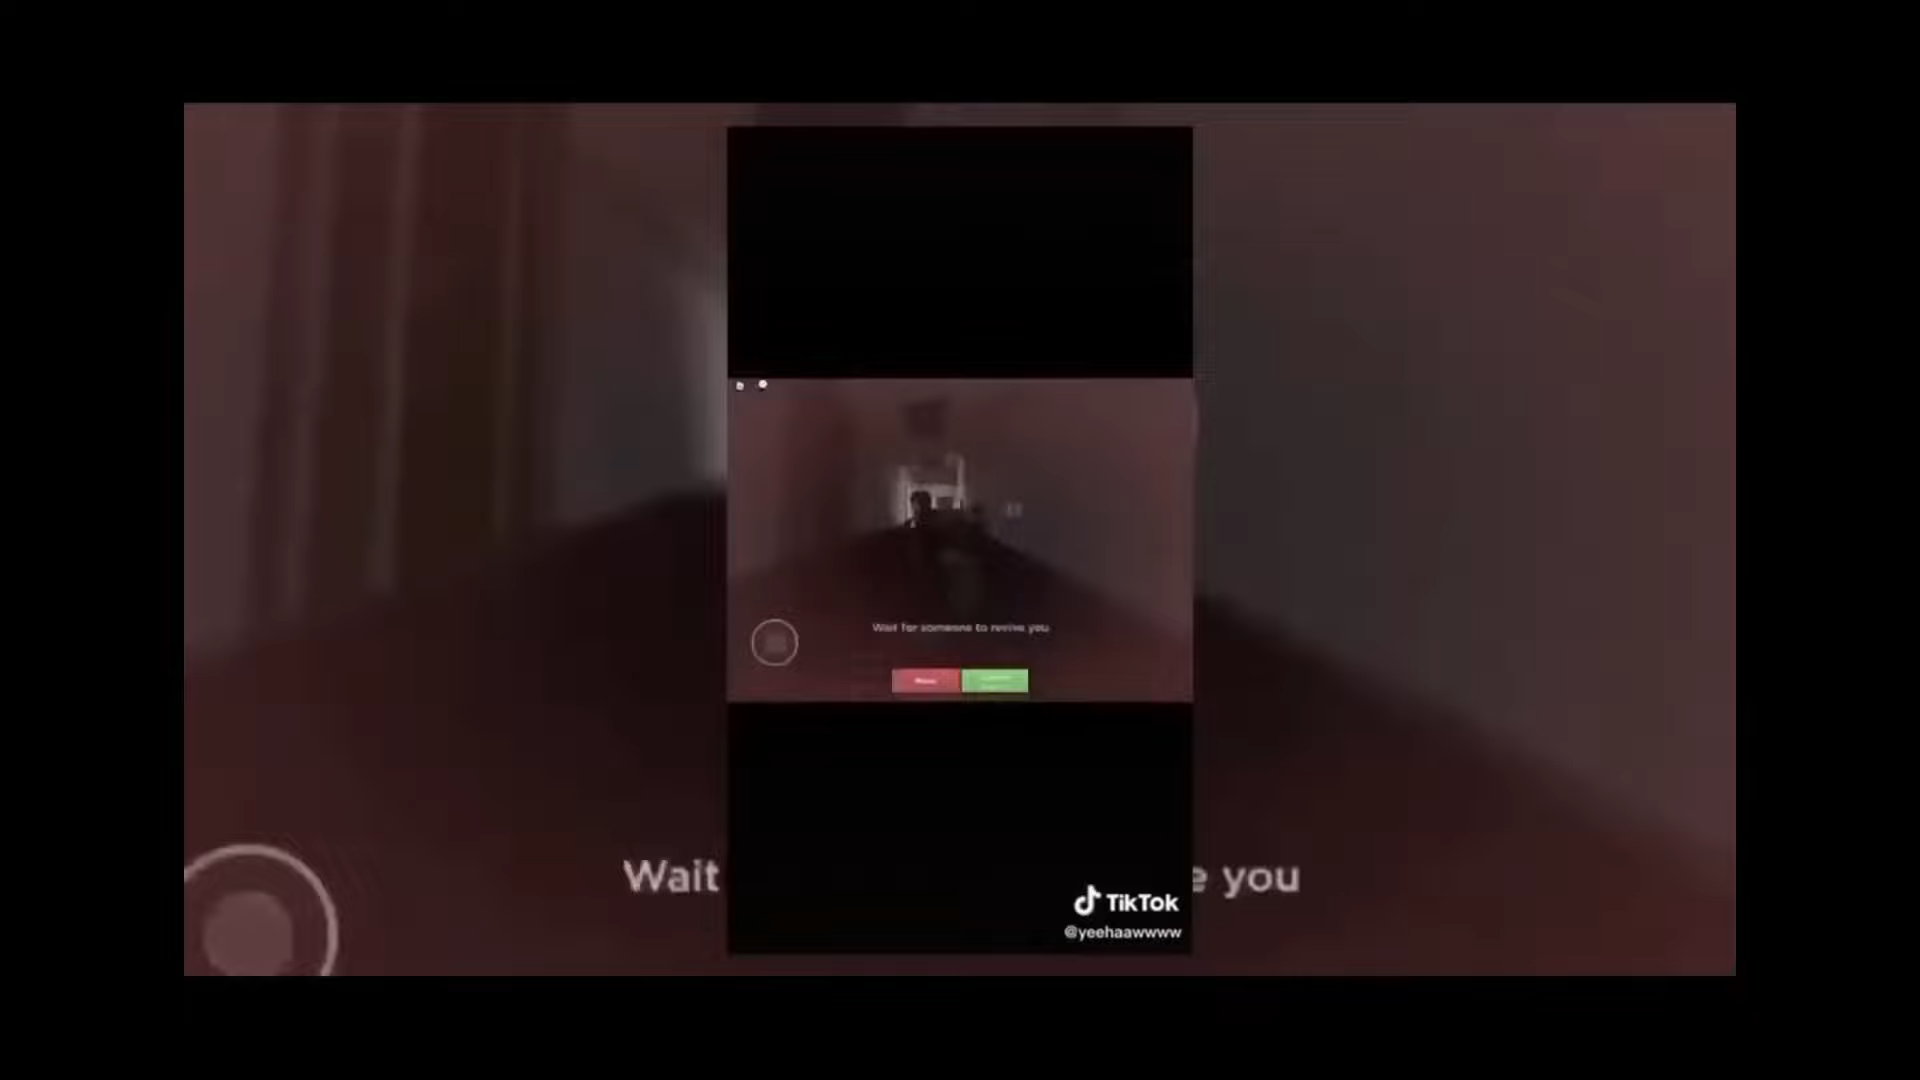 Wait for someone to revive you
Wait
e you
TikTok
@yeehaawwww